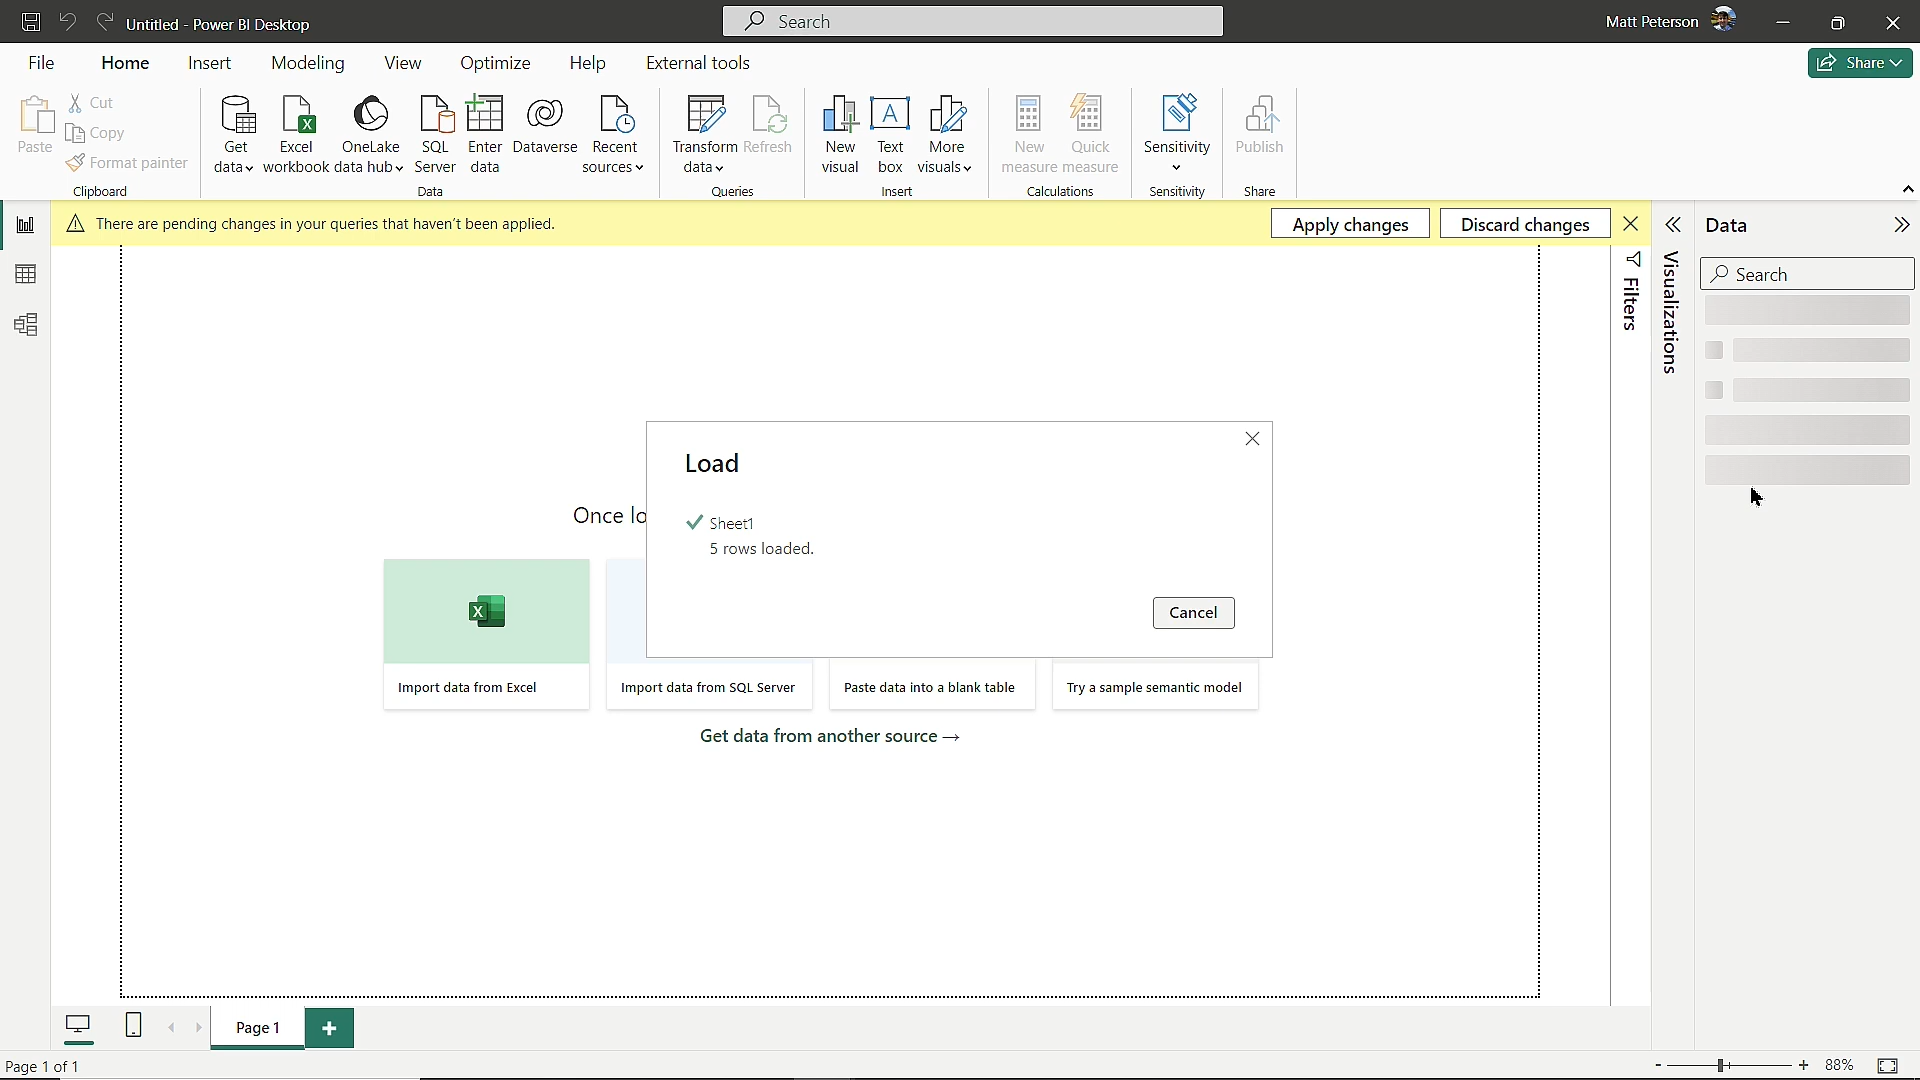 Untitled - Power BI Desktop
Search
Matt Peterson
File Home Insert Modeling View Optimize Help External tools
Share
Paste
Cut
Copy
Format painter
Clipboard
Get data
Excel workbook
OneLake data hub
SQL Server
Enter data
Dataverse
Recent sources
Data
Transform data
Refresh
Queries
New visual
Text box
More visuals
Insert
New measure
Quick measure
Calculations
Sensitivity
Sensitivity
Publish
Share
There are pending changes in your queries that haven't been applied.
Apply changes
Discard changes
Filters
Visualizations
Data
Search
Load
Sheet1
5 rows loaded.
Cancel
Once lo
Import data from Excel
Import data from SQL Server
Paste data into a blank table
Try a sample semantic model
Get data from another source →
Page 1
Page 1 of 1
88%